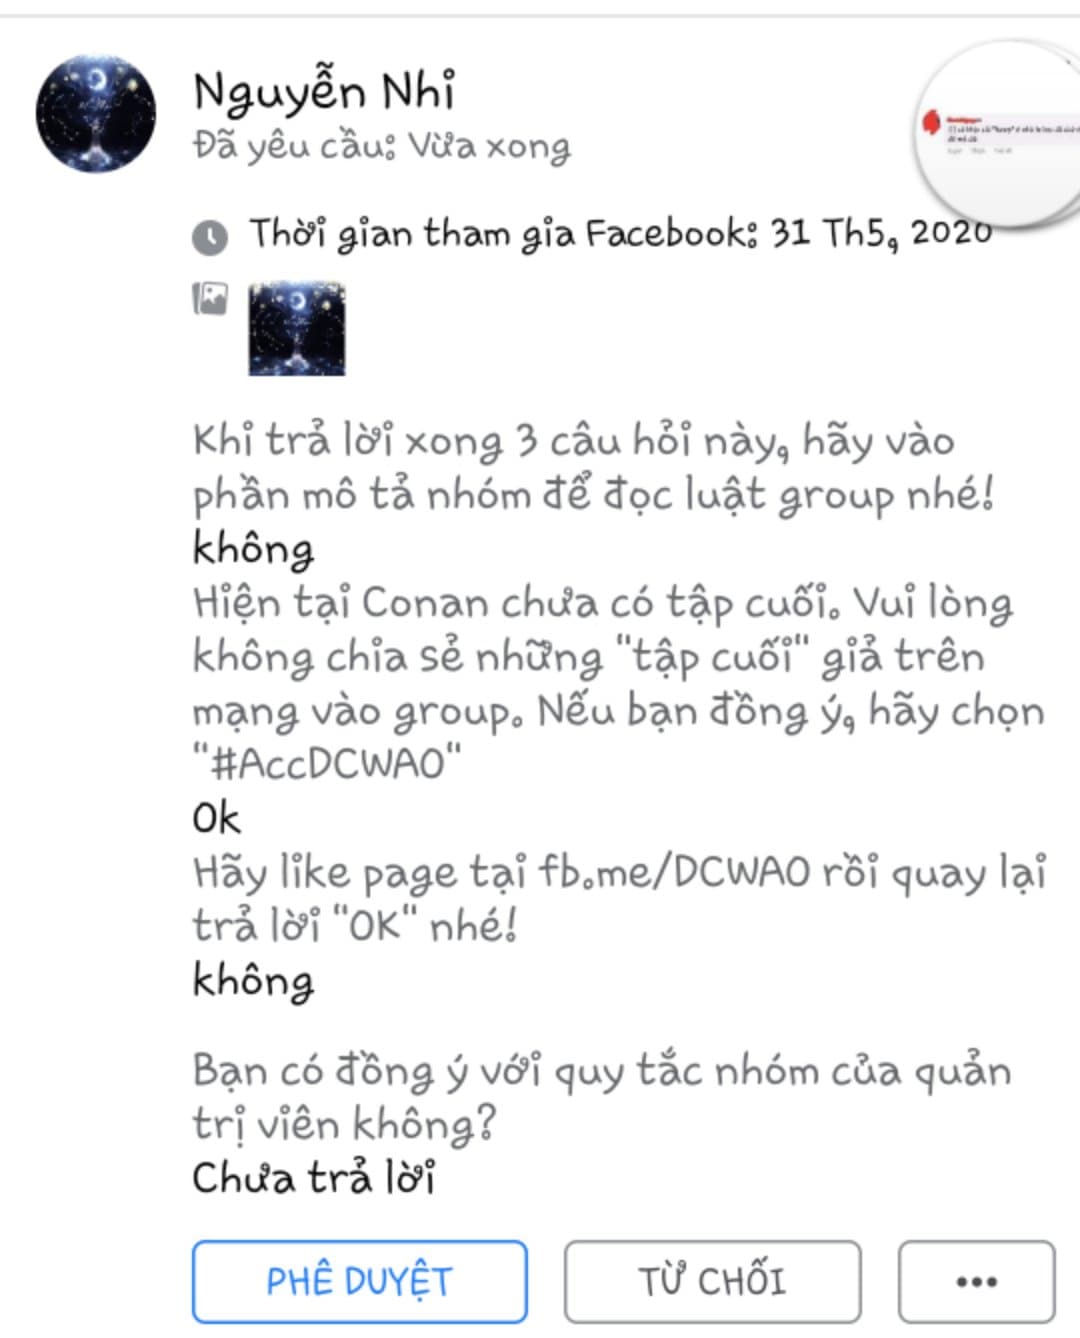 Nguyễn Nhi
Đã yêu cầu: Vừa xong
Thời gian tham gia Facebook: 31 Th5, 2020
Khi trả lời xong 3 câu hỏi này, hãy vào
phần mô tả nhóm để đọc luật group nhé!
không
Hiện tại Conan chưa có tập cuối. Vui lòng
không chia sẻ những "tập cuối" giả trên
mạng vào group. Nếu bạn đồng ý, hãy chọn
"#AccDCWAO"
Ok
Hãy like page tại fb.me/DCWAO rồi quay lại
trả lời "OK" nhé!
không
Bạn có đồng ý với quy tắc nhóm của quản
trị viên không?
Chưa trả lời
PHÊ DUYỆT
TỪ CHỐI